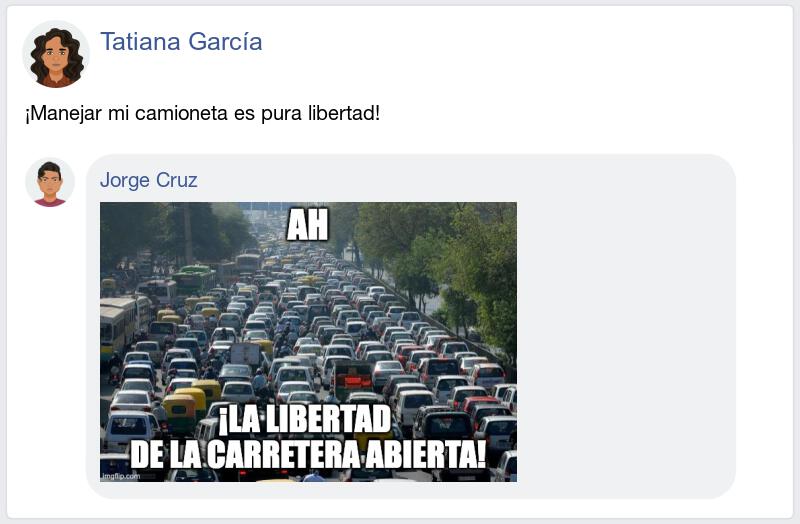 Tatiana García
¡Manejar mi camioneta es pura libertad!
Jorge Cruz
AH
¡LA LIBERTAD
DE LA CARRETERA ABIERTA!
imgflip.com